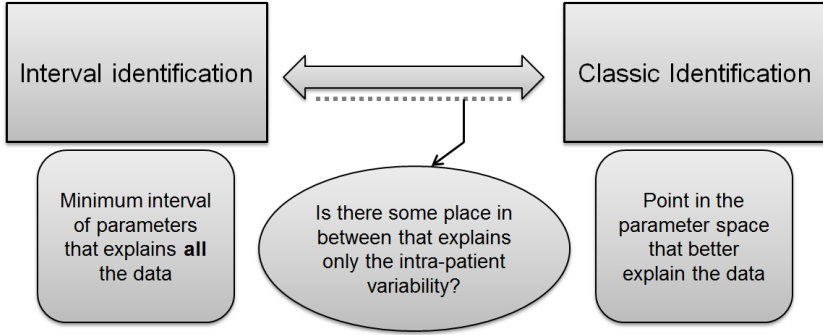 Interval identification
Classic Identification
Minimum interval
of parameters
that explains all
the data
Is there some place in
between that explains
only the intra-patient
variability?
Point in the
parameter space
that better
explain the data